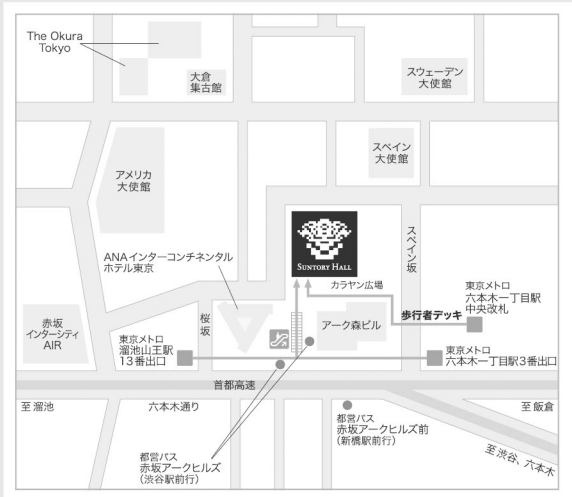 The Okura
Tokyo
大倉
集古館
スウェーデン
大使館
スペイン
大使館
アメリカ
大使館
SUNTORY HALL
スペイン坂
ANAインターコンチネンタル
ホテル東京
カラヤン広場
東京メトロ
六本木一丁目駅
中央改札
歩行者デッキ
桜坂
アーク森ビル
赤坂
インターシティ
AIR
東京メトロ
溜池山王駅
13番出口
東京メトロ
六本木一丁目駅3番出口
首都高速
至 溜池
六本木通り
至 飯倉
都営バス
赤坂アークヒルズ前
(新橋駅前行)
都営バス
赤坂アークヒルズ
(渋谷駅前行)
至 渋谷、六本木